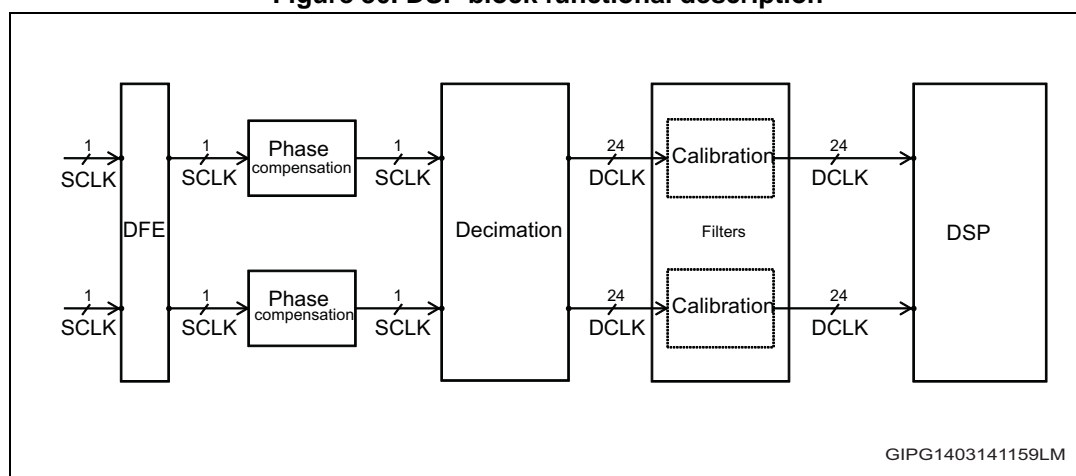 Figure DSP block functional description
1
SCLK
DFE
1
SCLK
Phase
compensation
1
SCLK
Decimation
24
DCLK
Calibration
Filters
24
DCLK
DSP
1
SCLK
1
SCLK
Phase
compensation
1
SCLK
24
DCLK
Calibration
24
DCLK
GIPG1403141159LM